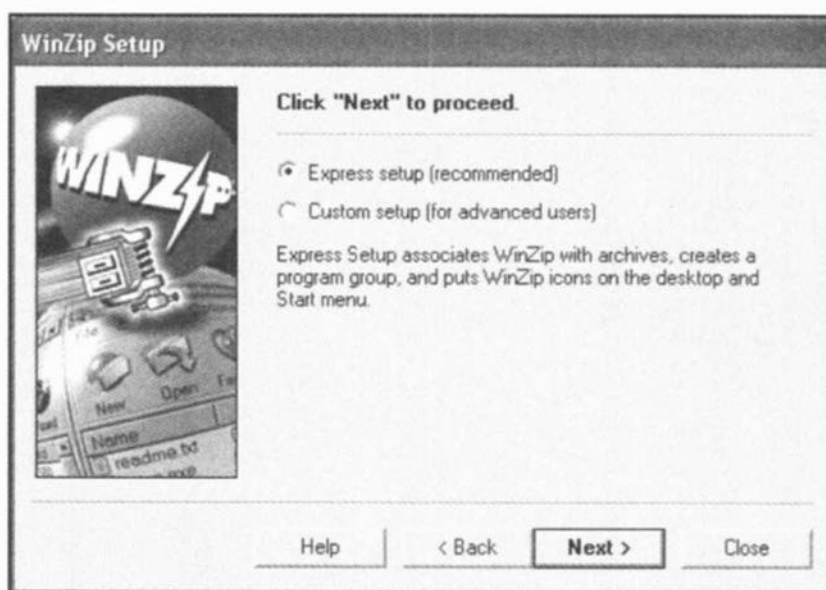 WinZip Setup
WINZIP
New
Open
Name
readme.txt
Click "Next" to proceed.
Express setup (recommended)
Custom setup (for advanced users)
Express Setup associates WinZip with archives, creates a
program group, and puts WinZip icons on the desktop and
Start menu.
Help
< Back
Next >
Close